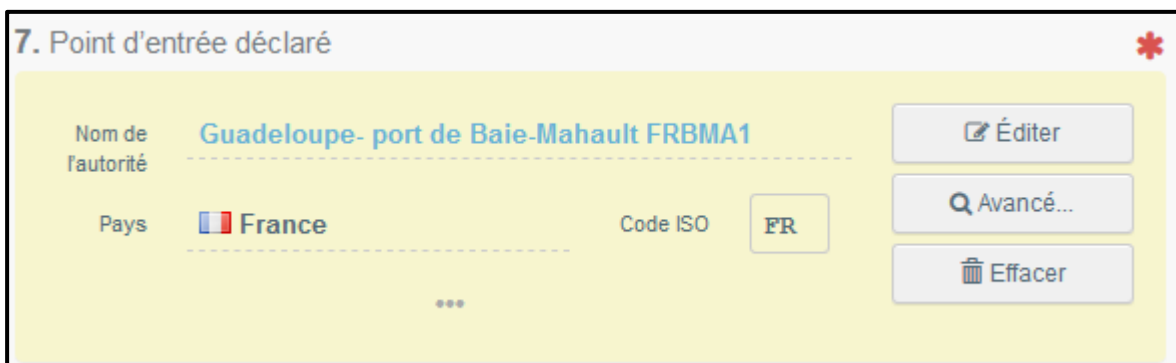 7. Point d'entrée déclaré
Nom de l'autorité
Guadeloupe- port de Baie-Mahault FRBMA1
Éditer
Pays
France
Code ISO
FR
Avancé...
Effacer
•••